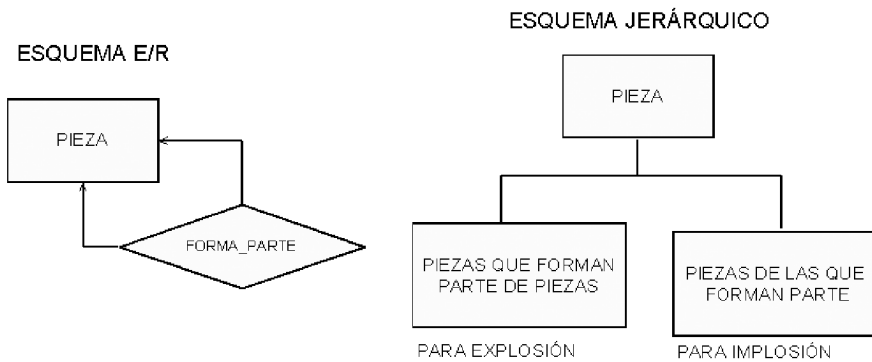 ESQUEMA E/R
PIEZA
FORMA_PARTE
ESQUEMA JERÁRQUICO
PIEZA
PIEZAS QUE FORMAN
PARTE DE PIEZAS
PARA EXPLOSIÓN
PIEZAS DE LAS QUE
FORMAN PARTE
PARA IMPLOSIÓN